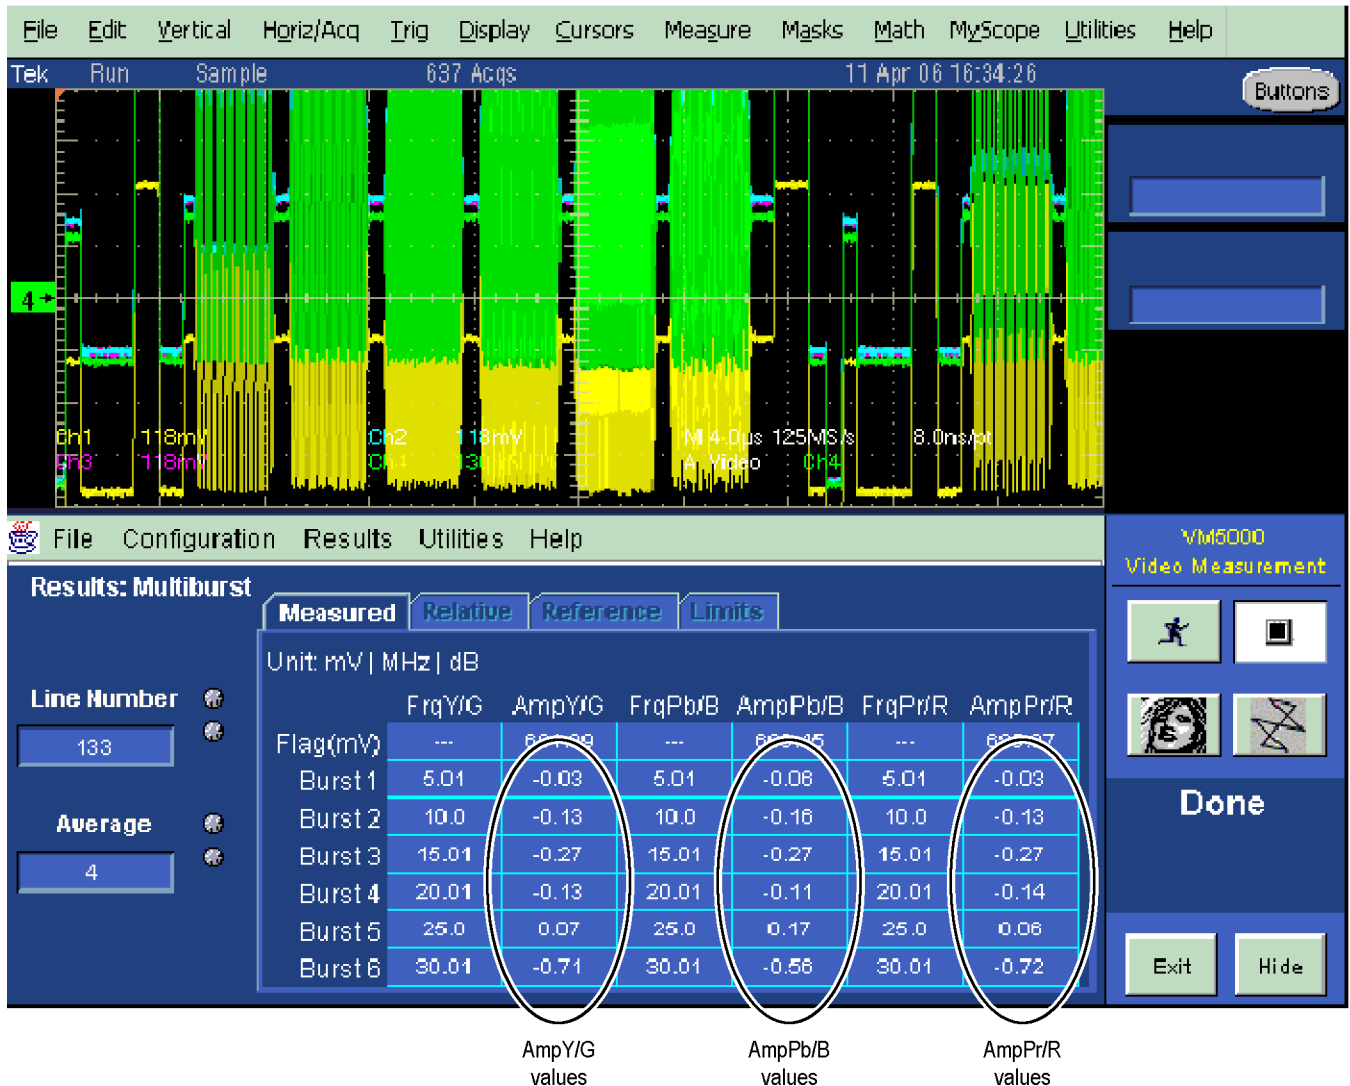 File Edit Vertical Horiz/Acq Trig Display Cursors Measure Masks Math MyScope Utilities Help
Tek Run Sample 637 Acqs 11 Apr 06 16:34:26
Buttons
4
Ch1 118mV Ch2 118mV M 4.0µs 125MS/s 8.0ns/pt
Ch3 118mV A Video Ch4
File Configuration Results Utilities Help
VM5000
Video Measurement
Results: Multiburst
Measured Relative Reference Limits
Unit: mV | MHz | dB
FrqY/G AmpY/G FrqPb/B AmpPb/B FrqPr/R AmpPr/R
Flag(mV) --- --- ---
Burst 1 5.01 -0.03 5.01 -0.06 5.01 -0.03
Burst 2 10.0 -0.13 10.0 -0.16 10.0 -0.13
Burst 3 15.01 -0.27 15.01 -0.27 15.01 -0.27
Burst 4 20.01 -0.13 20.01 -0.11 20.01 -0.14
Burst 5 25.0 0.07 25.0 0.17 25.0 0.06
Burst 6 30.01 -0.71 30.01 -0.56 30.01 -0.72
Line Number
133
Average
4
Done
Exit Hide
AmpY/G
values
AmpPb/B
values
AmpPr/R
values